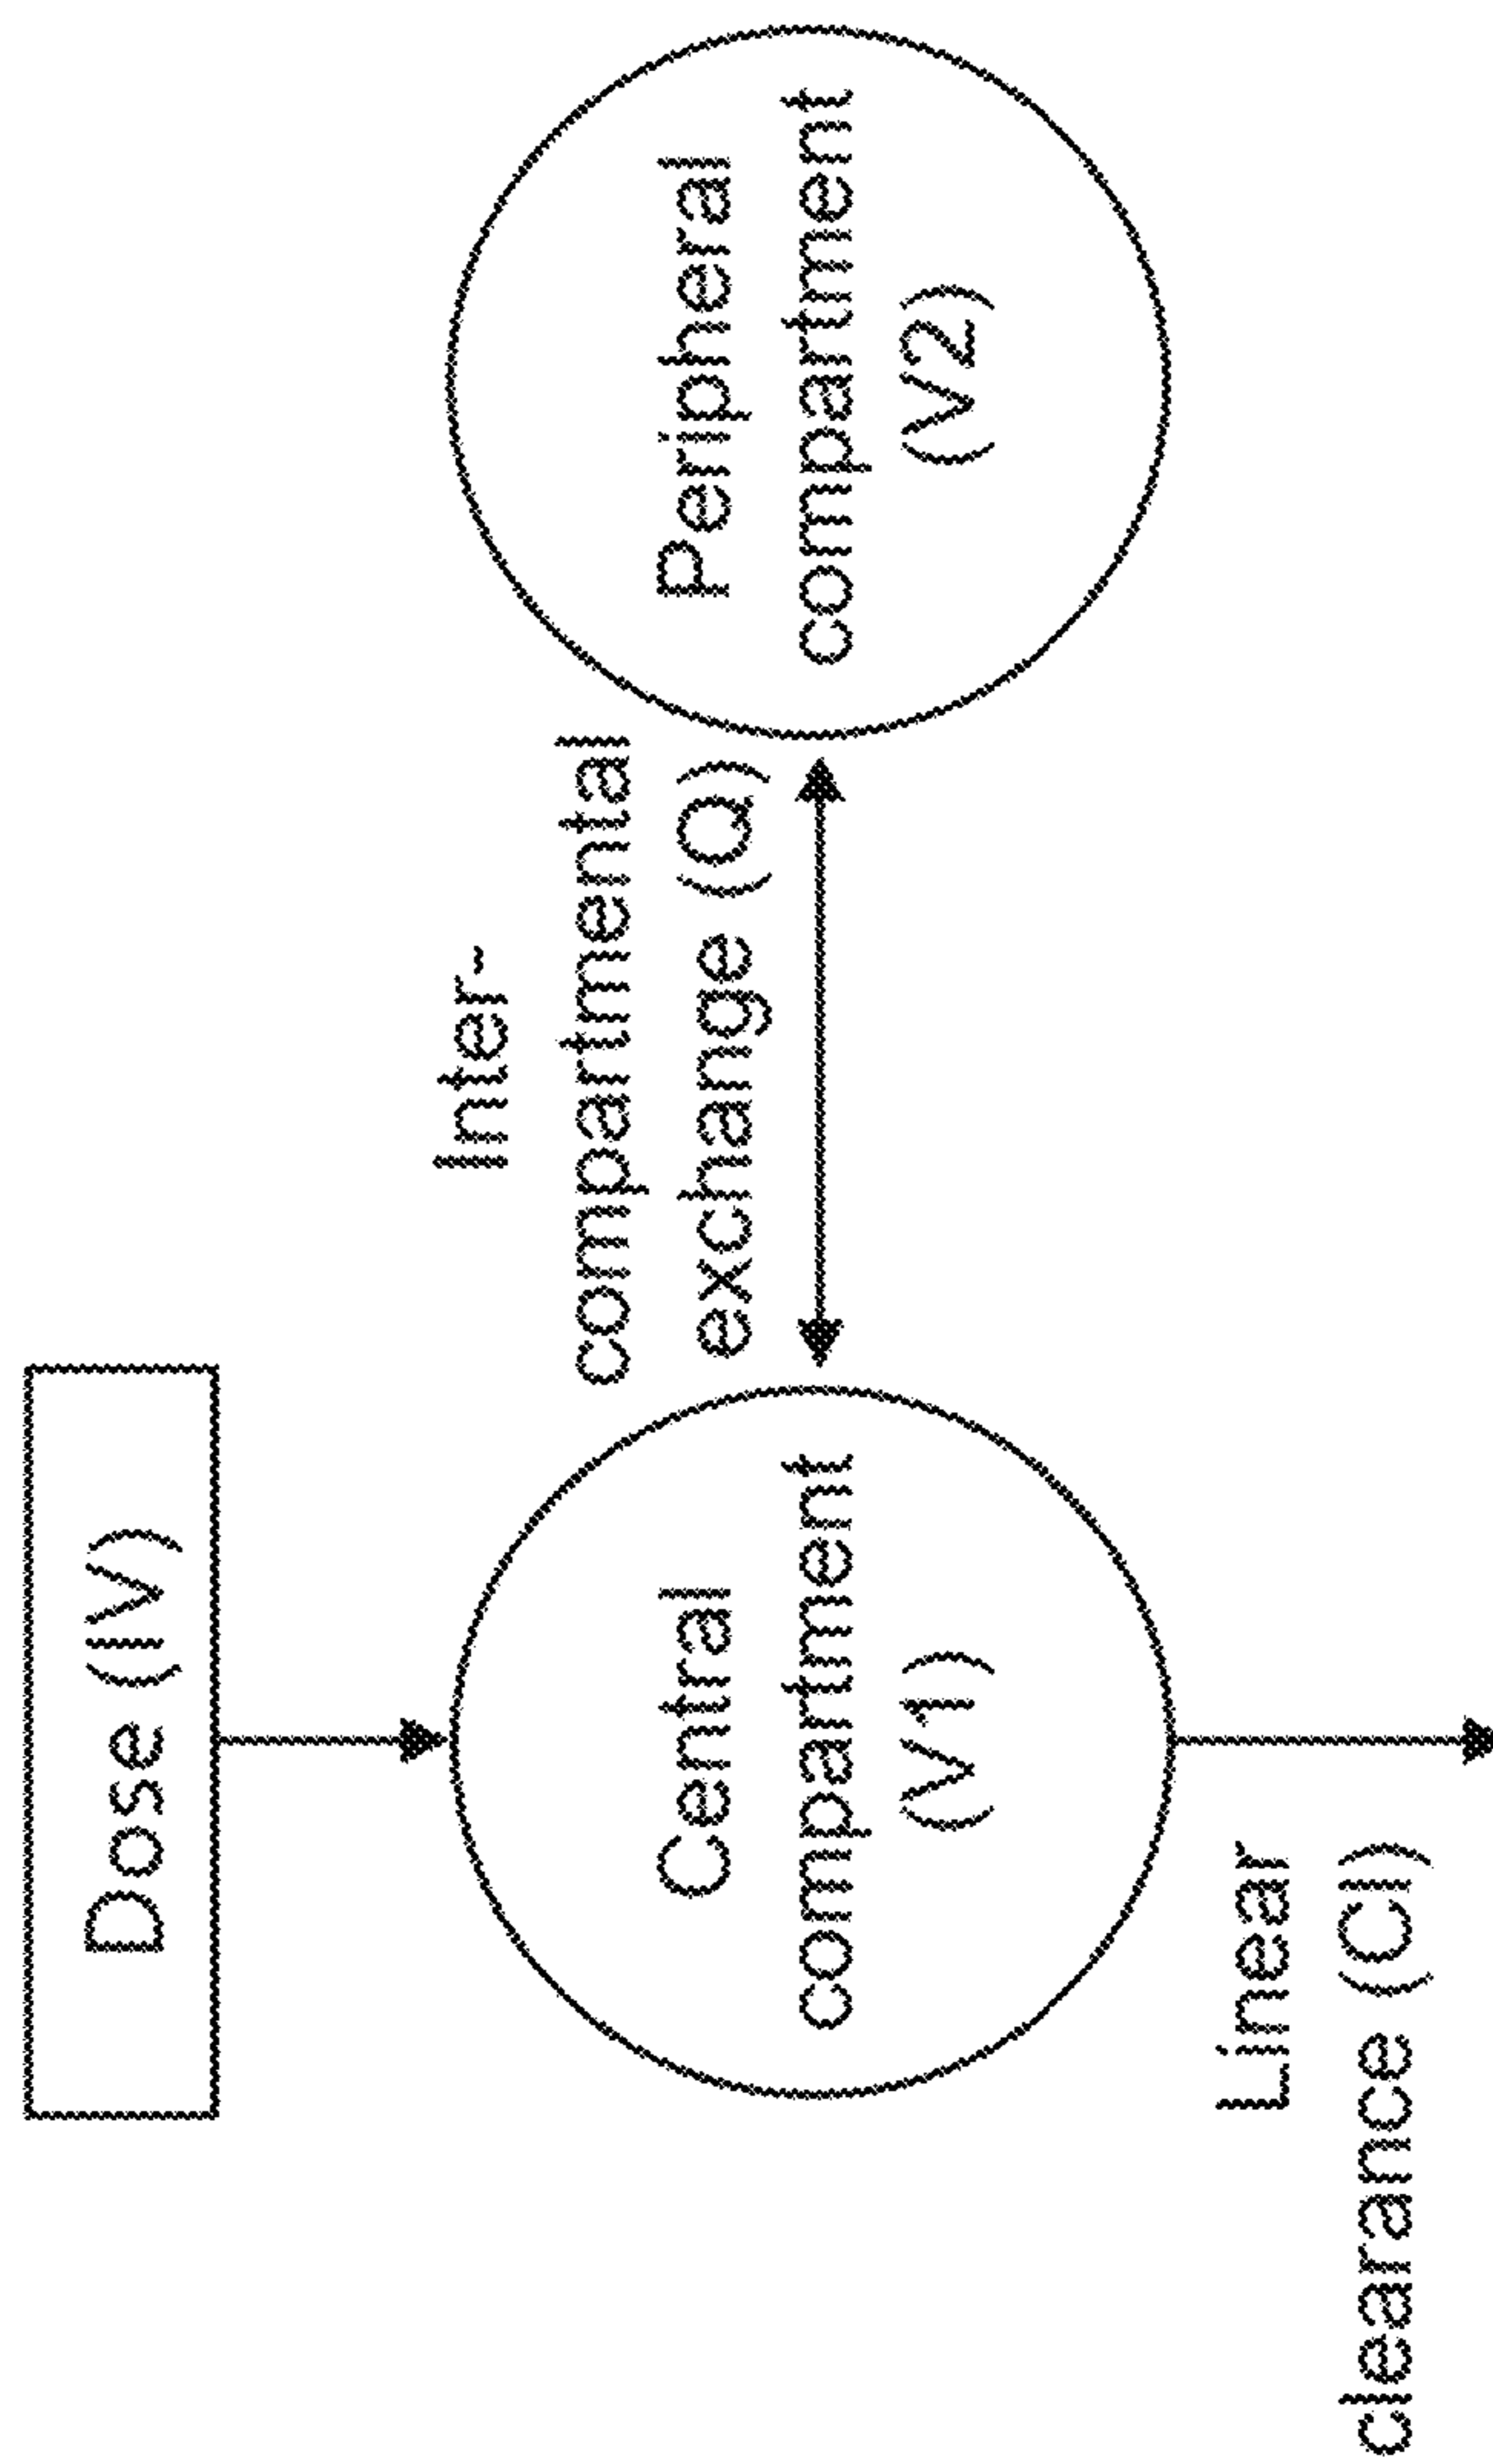 Dose (IV)
Inter-
compartmental
exchange (Q)
Central
compartment
(V1)
Peripheral
compartment
(V2)
Linear
clearance (Cl)